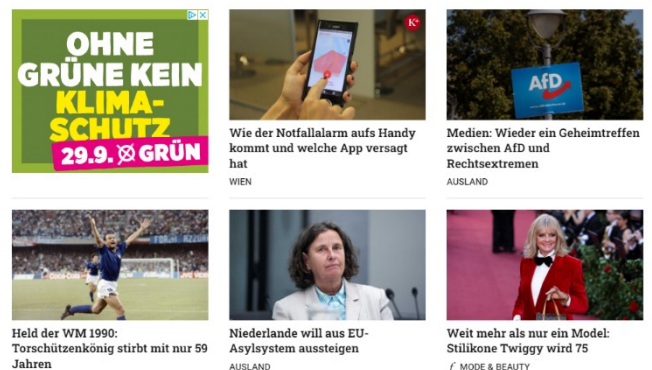 OHNE
GRÜNE KEIN
KLIMA-
SCHUTZ
29.9. GRÜN
K+
Wie der Notfallalarm aufs Handy
kommt und welche App versagt
hat
WIEN
AfD
Medien: Wieder ein Geheimtreffen
zwischen AfD und
Rechtsextremen
AUSLAND
Coca-Cola
Held der WM 1990:
Torschützenkönig stirbt mit nur 59
Jahren
Niederlande will aus EU-
Asylsystem aussteigen
AUSLAND
Weit mehr als nur ein Model:
Stilikone Twiggy wird 75
f MODE & BEAUTY